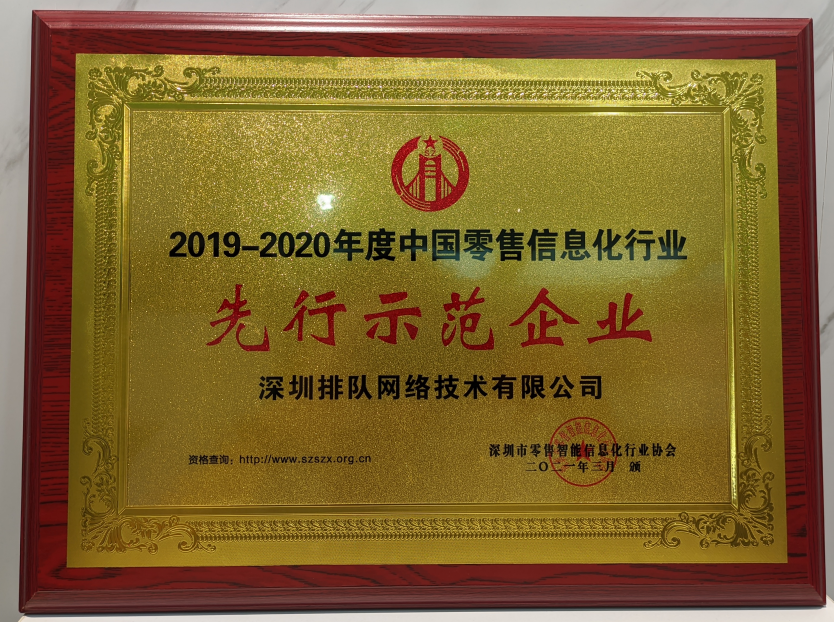 2019-2020年度中国零售信息化行业
先行示范企业
深圳排队网络技术有限公司
资格查询：http://www.szszx.org.cn
深圳市零售智能信息化行业协会
二〇二一年三月 颁